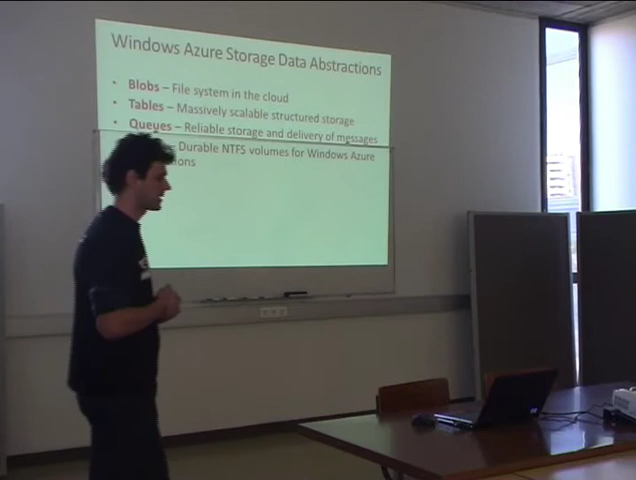 Windows Azure Storage Data Abstractions
• Blobs – File system in the cloud
• Tables – Massively scalable structured storage
• Queues – Reliable storage and delivery of messages
– Durable NTFS volumes for Windows Azure